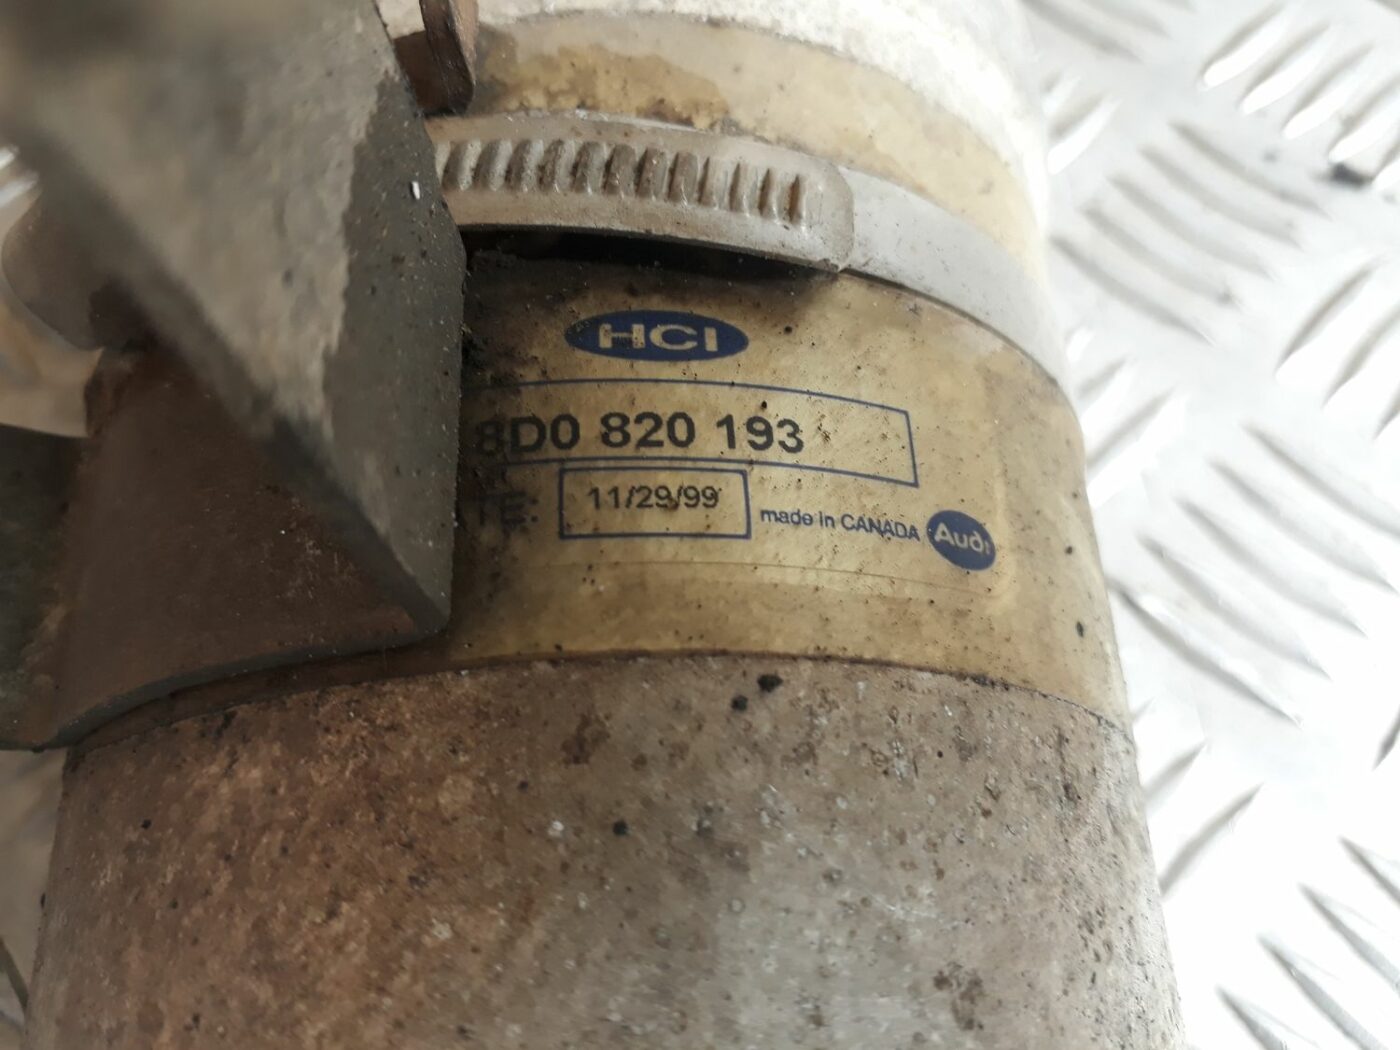 HCI
8D0 820 193
TE: 11/29/99 made in CANADA Audi